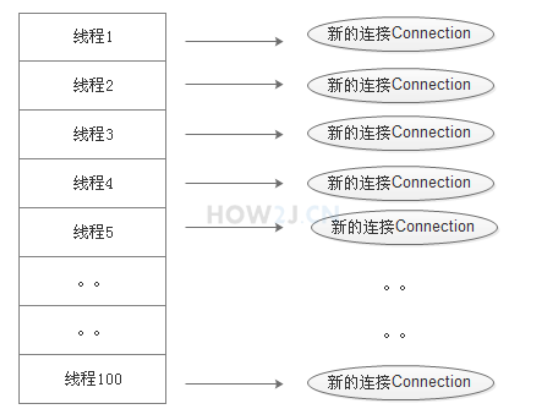 线程1 新的连接Connection
线程2 新的连接Connection
线程3 新的连接Connection
线程4 新的连接Connection
HOW2J.CN
线程5 新的连接Connection
。。 。。
。。 。。
线程100 新的连接Connection